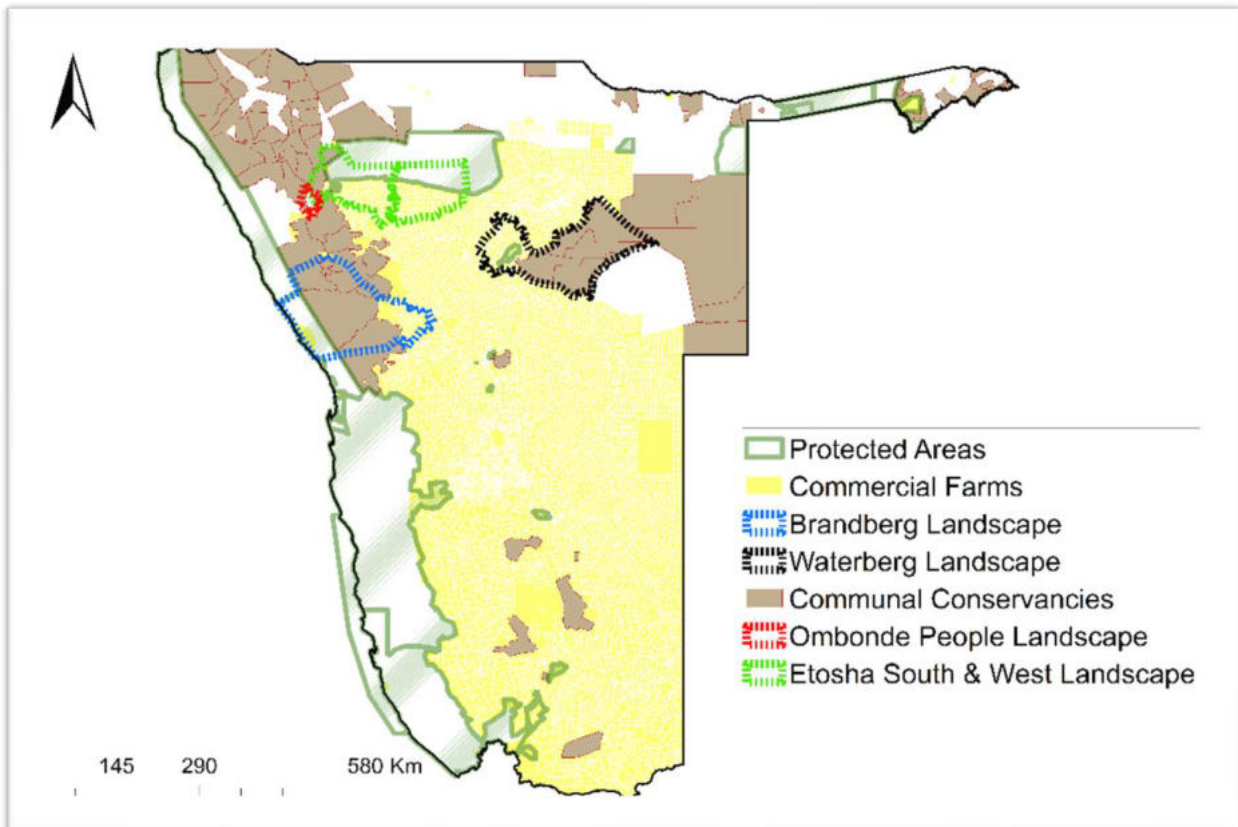 Protected Areas
Commercial Farms
Brandberg Landscape
Waterberg Landscape
Communal Conservancies
Ombonde People Landscape
Etosha South & West Landscape
145 290 580 Km